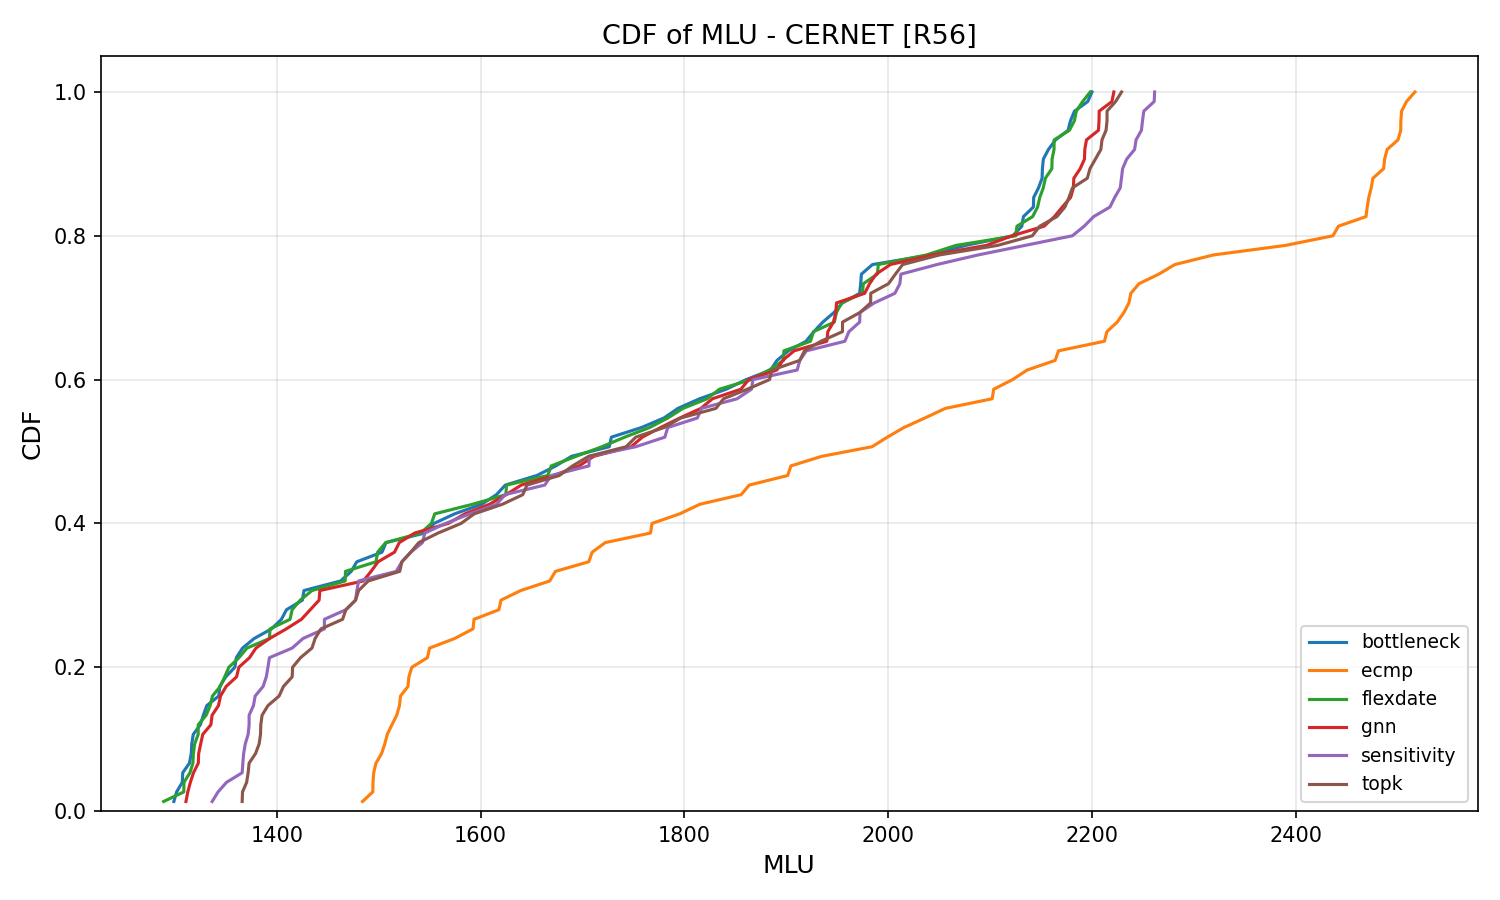 CDF of MLU - CERNET [R56]
CDF
1.0
0.8
0.6
0.4
0.2
0.0
1400 1600 1800 2000 2200 2400
MLU
bottleneck
ecmp
flexdate
gnn
sensitivity
topk